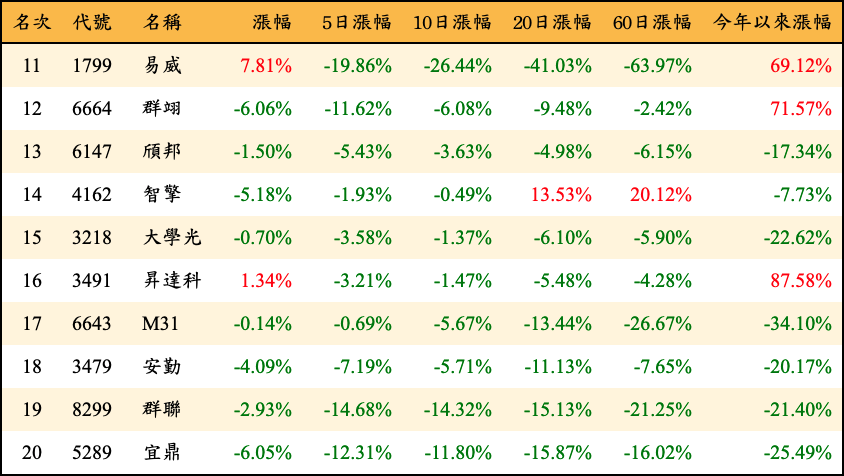 名次 代號 名稱 漲幅 5日漲幅 10日漲幅 20日漲幅 60日漲幅 今年以來漲幅
11 1799 易威 7.81% -19.86% -26.44% -41.03% -63.97% 69.12%
12 6664 群翊 -6.06% -11.62% -6.08% -9.48% -2.42% 71.57%
13 6147 頎邦 -1.50% -5.43% -3.63% -4.98% -6.15% -17.34%
14 4162 智擎 -5.18% -1.93% -0.49% 13.53% 20.12% -7.73%
15 3218 大學光 -0.70% -3.58% -1.37% -6.10% -5.90% -22.62%
16 3491 昇達科 1.34% -3.21% -1.47% -5.48% -4.28% 87.58%
17 6643 M31 -0.14% -0.69% -5.67% -13.44% -26.67% -34.10%
18 3479 安勤 -4.09% -7.19% -5.71% -11.13% -7.65% -20.17%
19 8299 群聯 -2.93% -14.68% -14.32% -15.13% -21.25% -21.40%
20 5289 宜鼎 -6.05% -12.31% -11.80% -15.87% -16.02% -25.49%